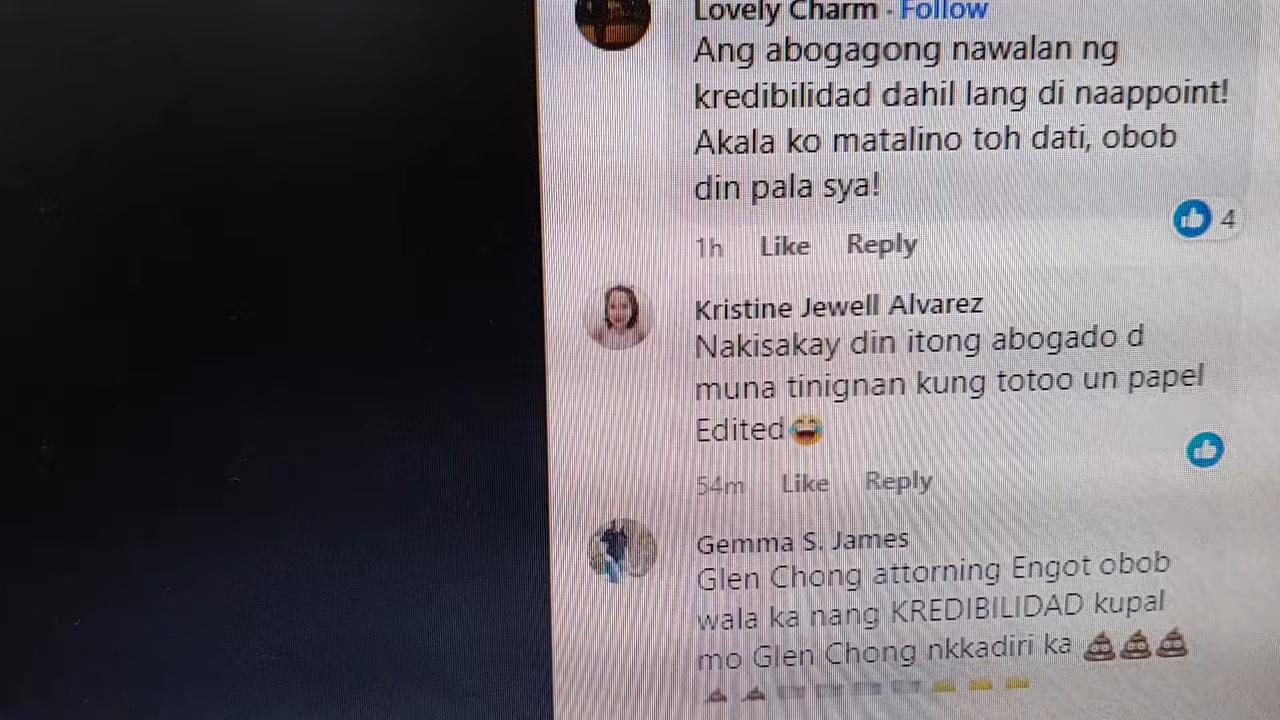 Lovely Charm · Follow
Ang abogagong nawalan ng
kredibilidad dahil lang di naappoint!
Akala ko matalino toh dati, obob
din pala sya!
4
1h Like Reply
Kristine Jewell Alvarez
Nakisakay din itong abogado d
muna tinignan kung totoo un papel
Edited😂
54m Like Reply
Gemma S. James
Glen Chong attorning Engot obob
wala ka nang KREDIBILIDAD kupal
mo Glen Chong nkkadiri ka 💩💩💩